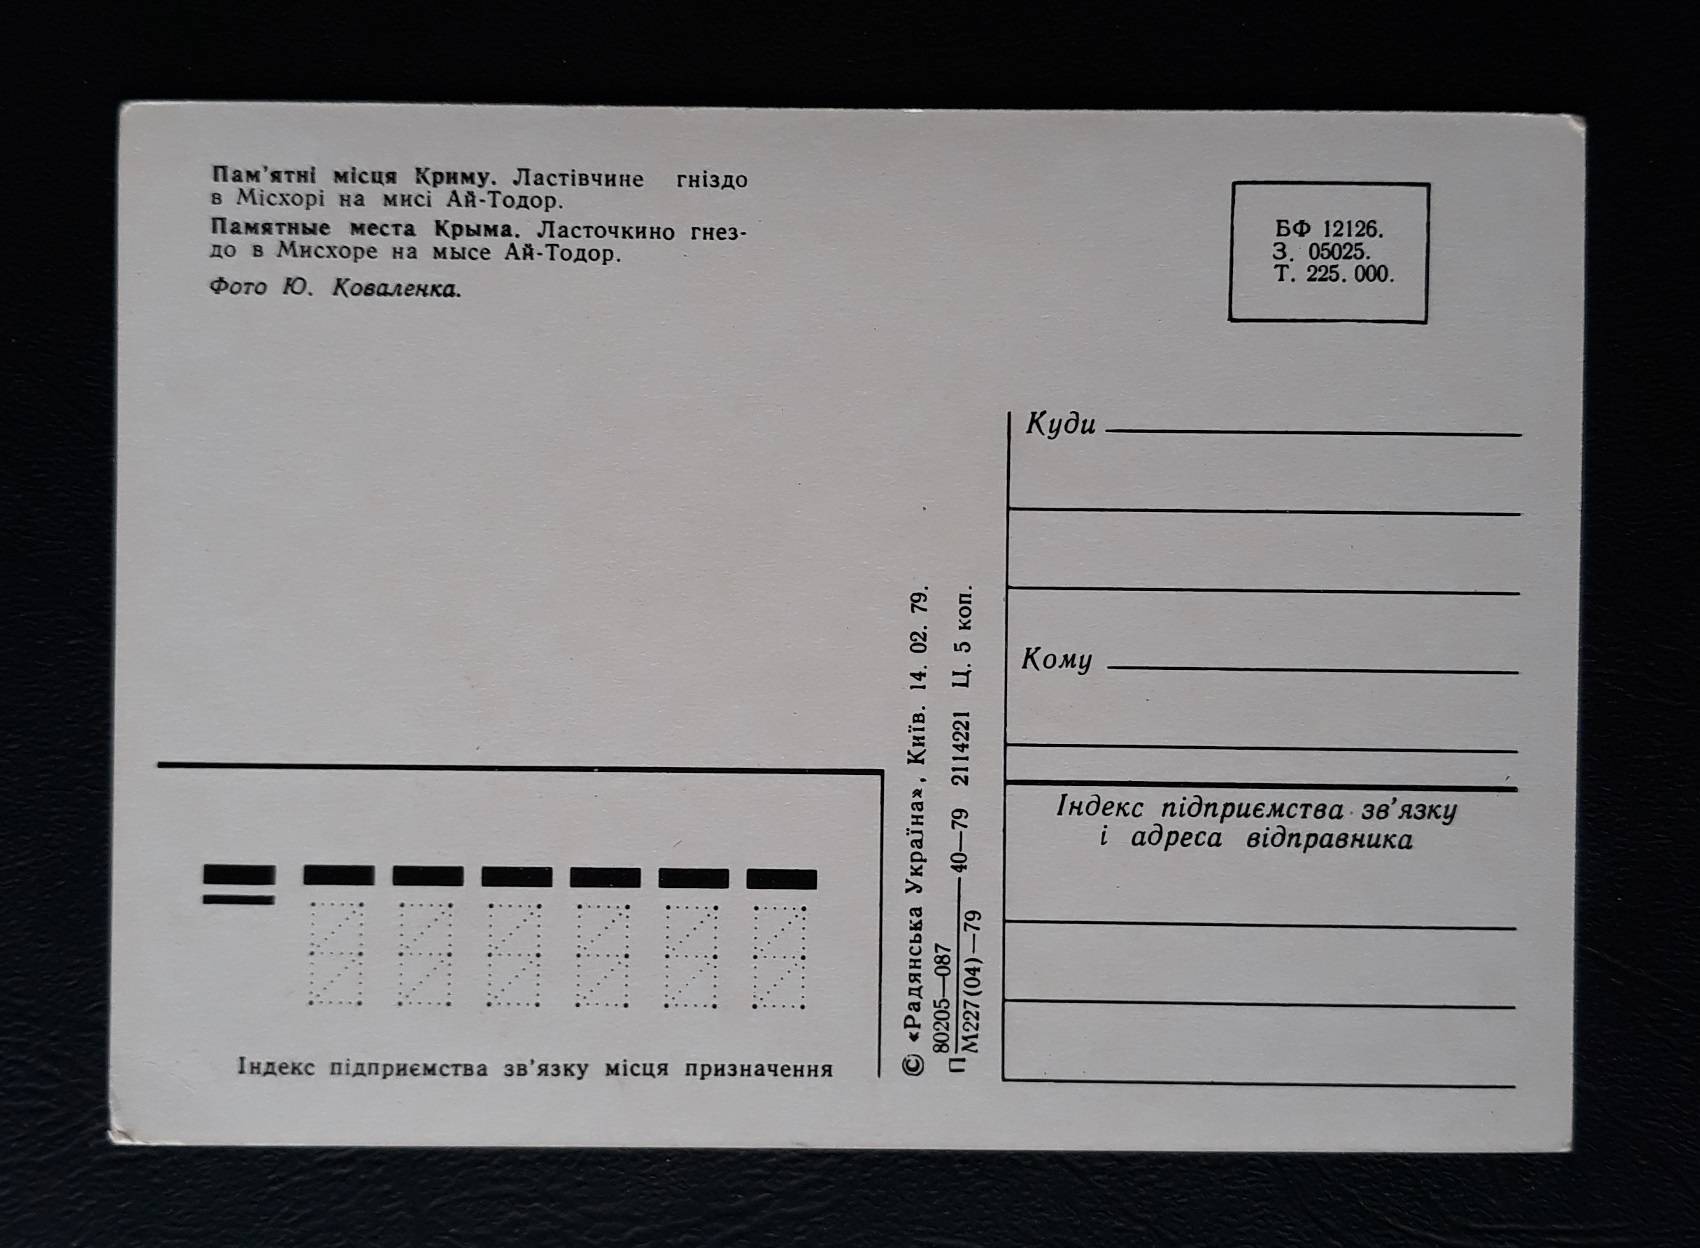 Пам'ятні місця Криму. Ластівчине гніздо
в Місхорі на мисі Ай-Тодор.
Памятные места Крыма. Ласточкино гнез-
до в Мисхоре на мысе Ай-Тодор.
Фото Ю. Коваленка.
БФ 12126.
З. 05025.
Т. 225. 000.
Куди
Кому
Індекс підприємства зв'язку
і адреса відправника
© «Радянська Україна», Київ. 14. 02. 79.
П 80205—087
М227(04)—79
—40—79 2114221 Ц. 5 коп.
Індекс підприємства зв'язку місця призначення